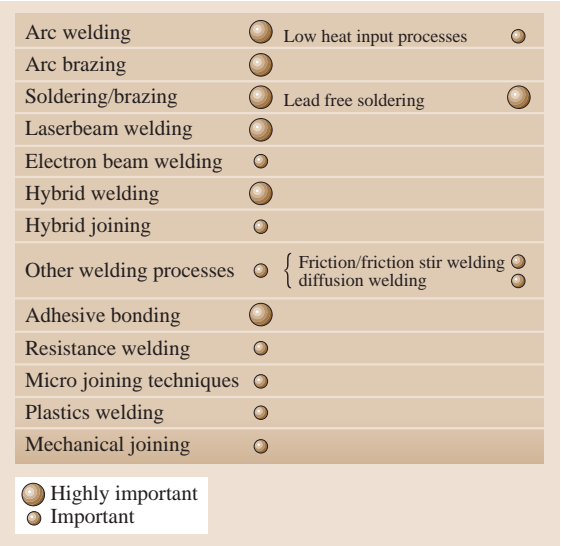 Arc welding Low heat input processes
Arc brazing
Soldering/brazing Lead free soldering
Laserbeam welding
Electron beam welding
Hybrid welding
Hybrid joining
Other welding processes { Friction/friction stir welding
diffusion welding
Adhesive bonding
Resistance welding
Micro joining techniques
Plastics welding
Mechanical joining
Highly important
Important